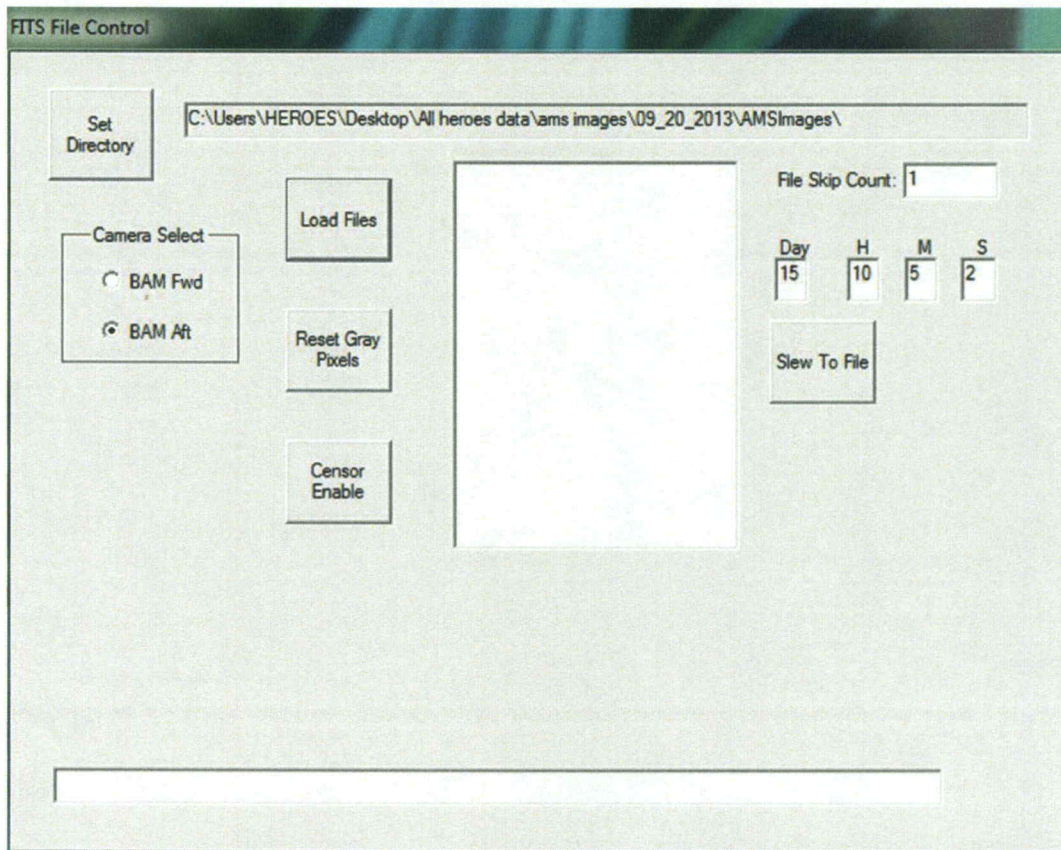 FITS File Control
Set
Directory
C:\Users\HEROES\Desktop\All heroes data\ams images\09_20_2013\AMSImages\
Camera Select
BAM Fwd
BAM Aft
Load Files
Reset Gray
Pixels
Censor
Enable
File Skip Count: 1
Day H M S
15 10 5 2
Slew To File